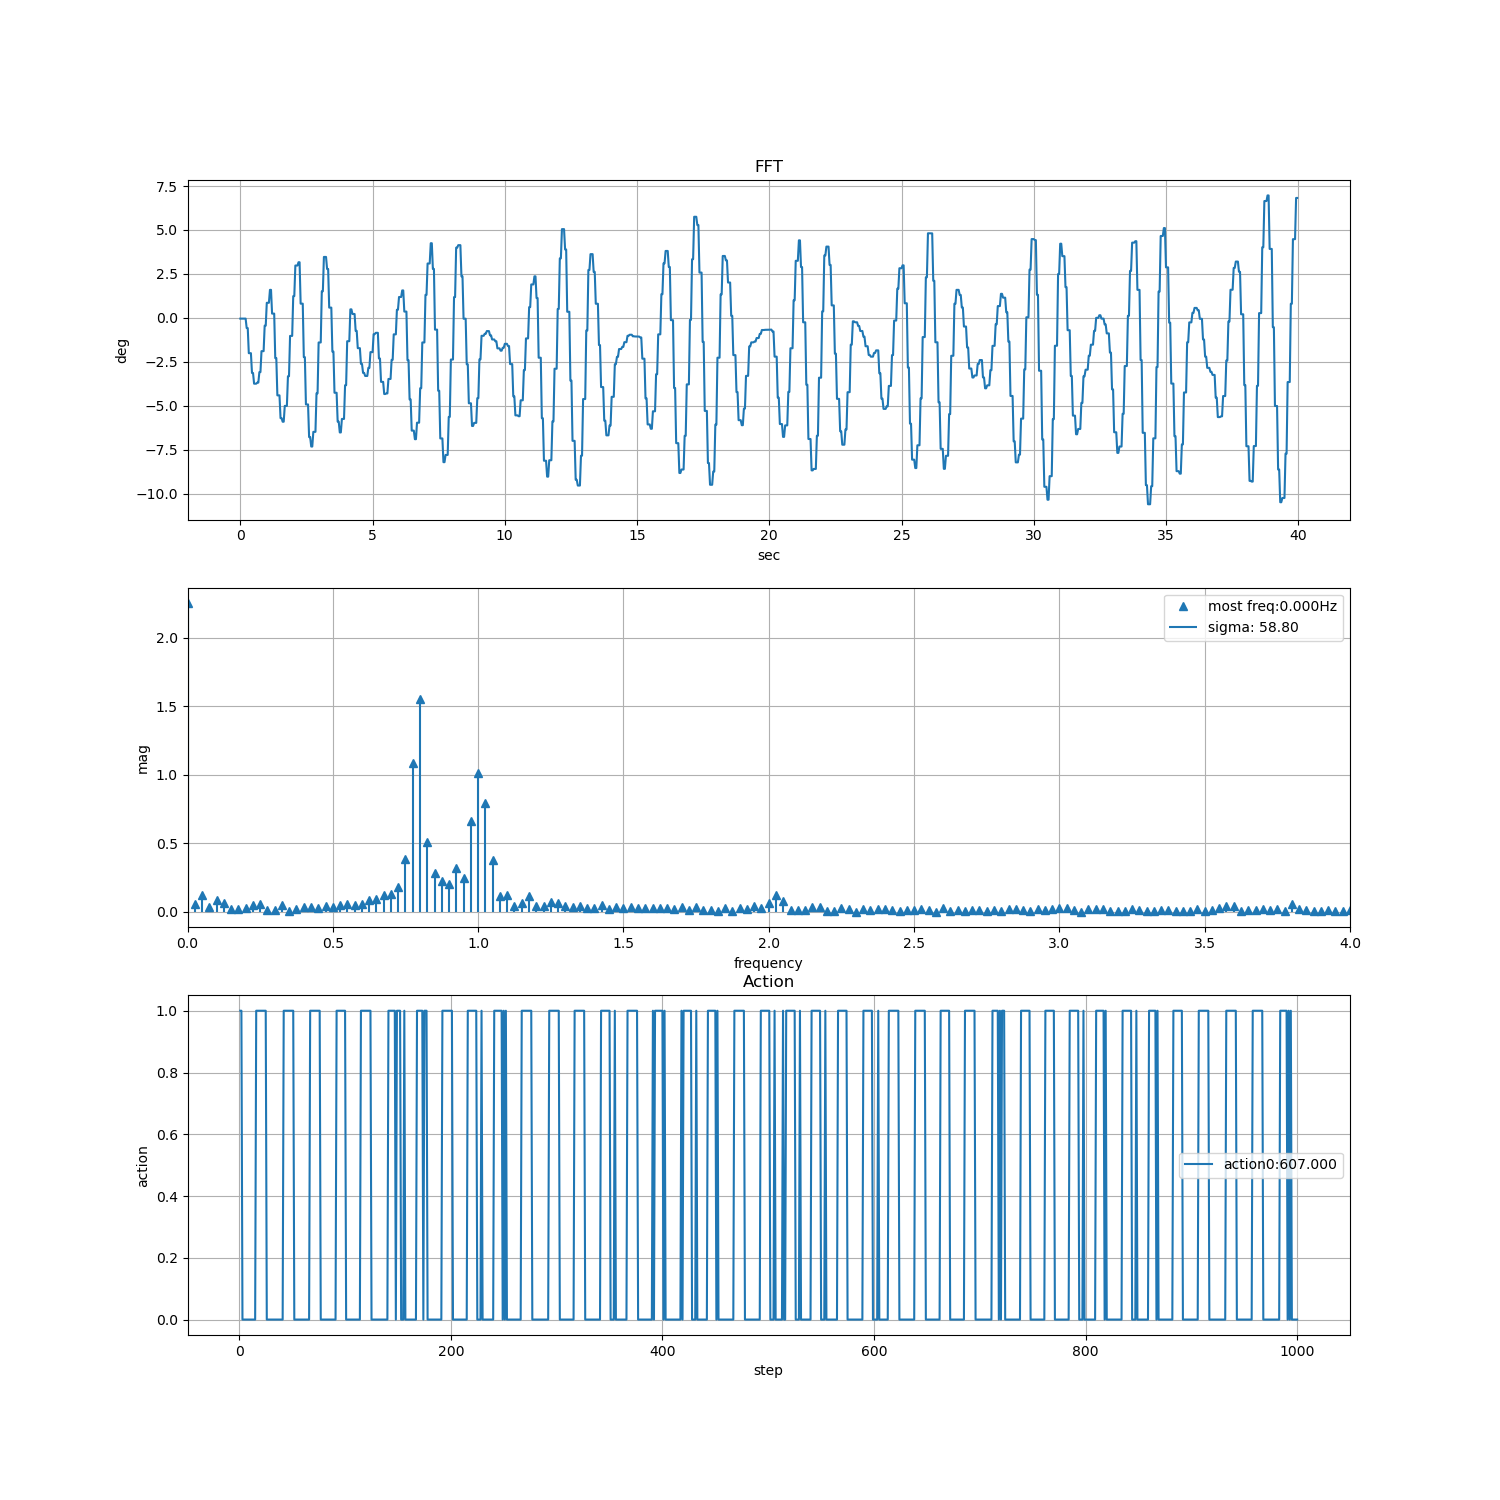 FFT
7.5
5.0
2.5
0.0
−2.5
−5.0
−7.5
−10.0
deg
0 5 10 15 20 25 30 35 40
sec
most freq:0.000Hz
sigma: 58.80
2.0
1.5
1.0
0.5
0.0
mag
0.0 0.5 1.0 1.5 2.0 2.5 3.0 3.5 4.0
frequency
Action
1.0
0.8
0.6
0.4
0.2
0.0
action
action0:607.000
0 200 400 600 800 1000
step